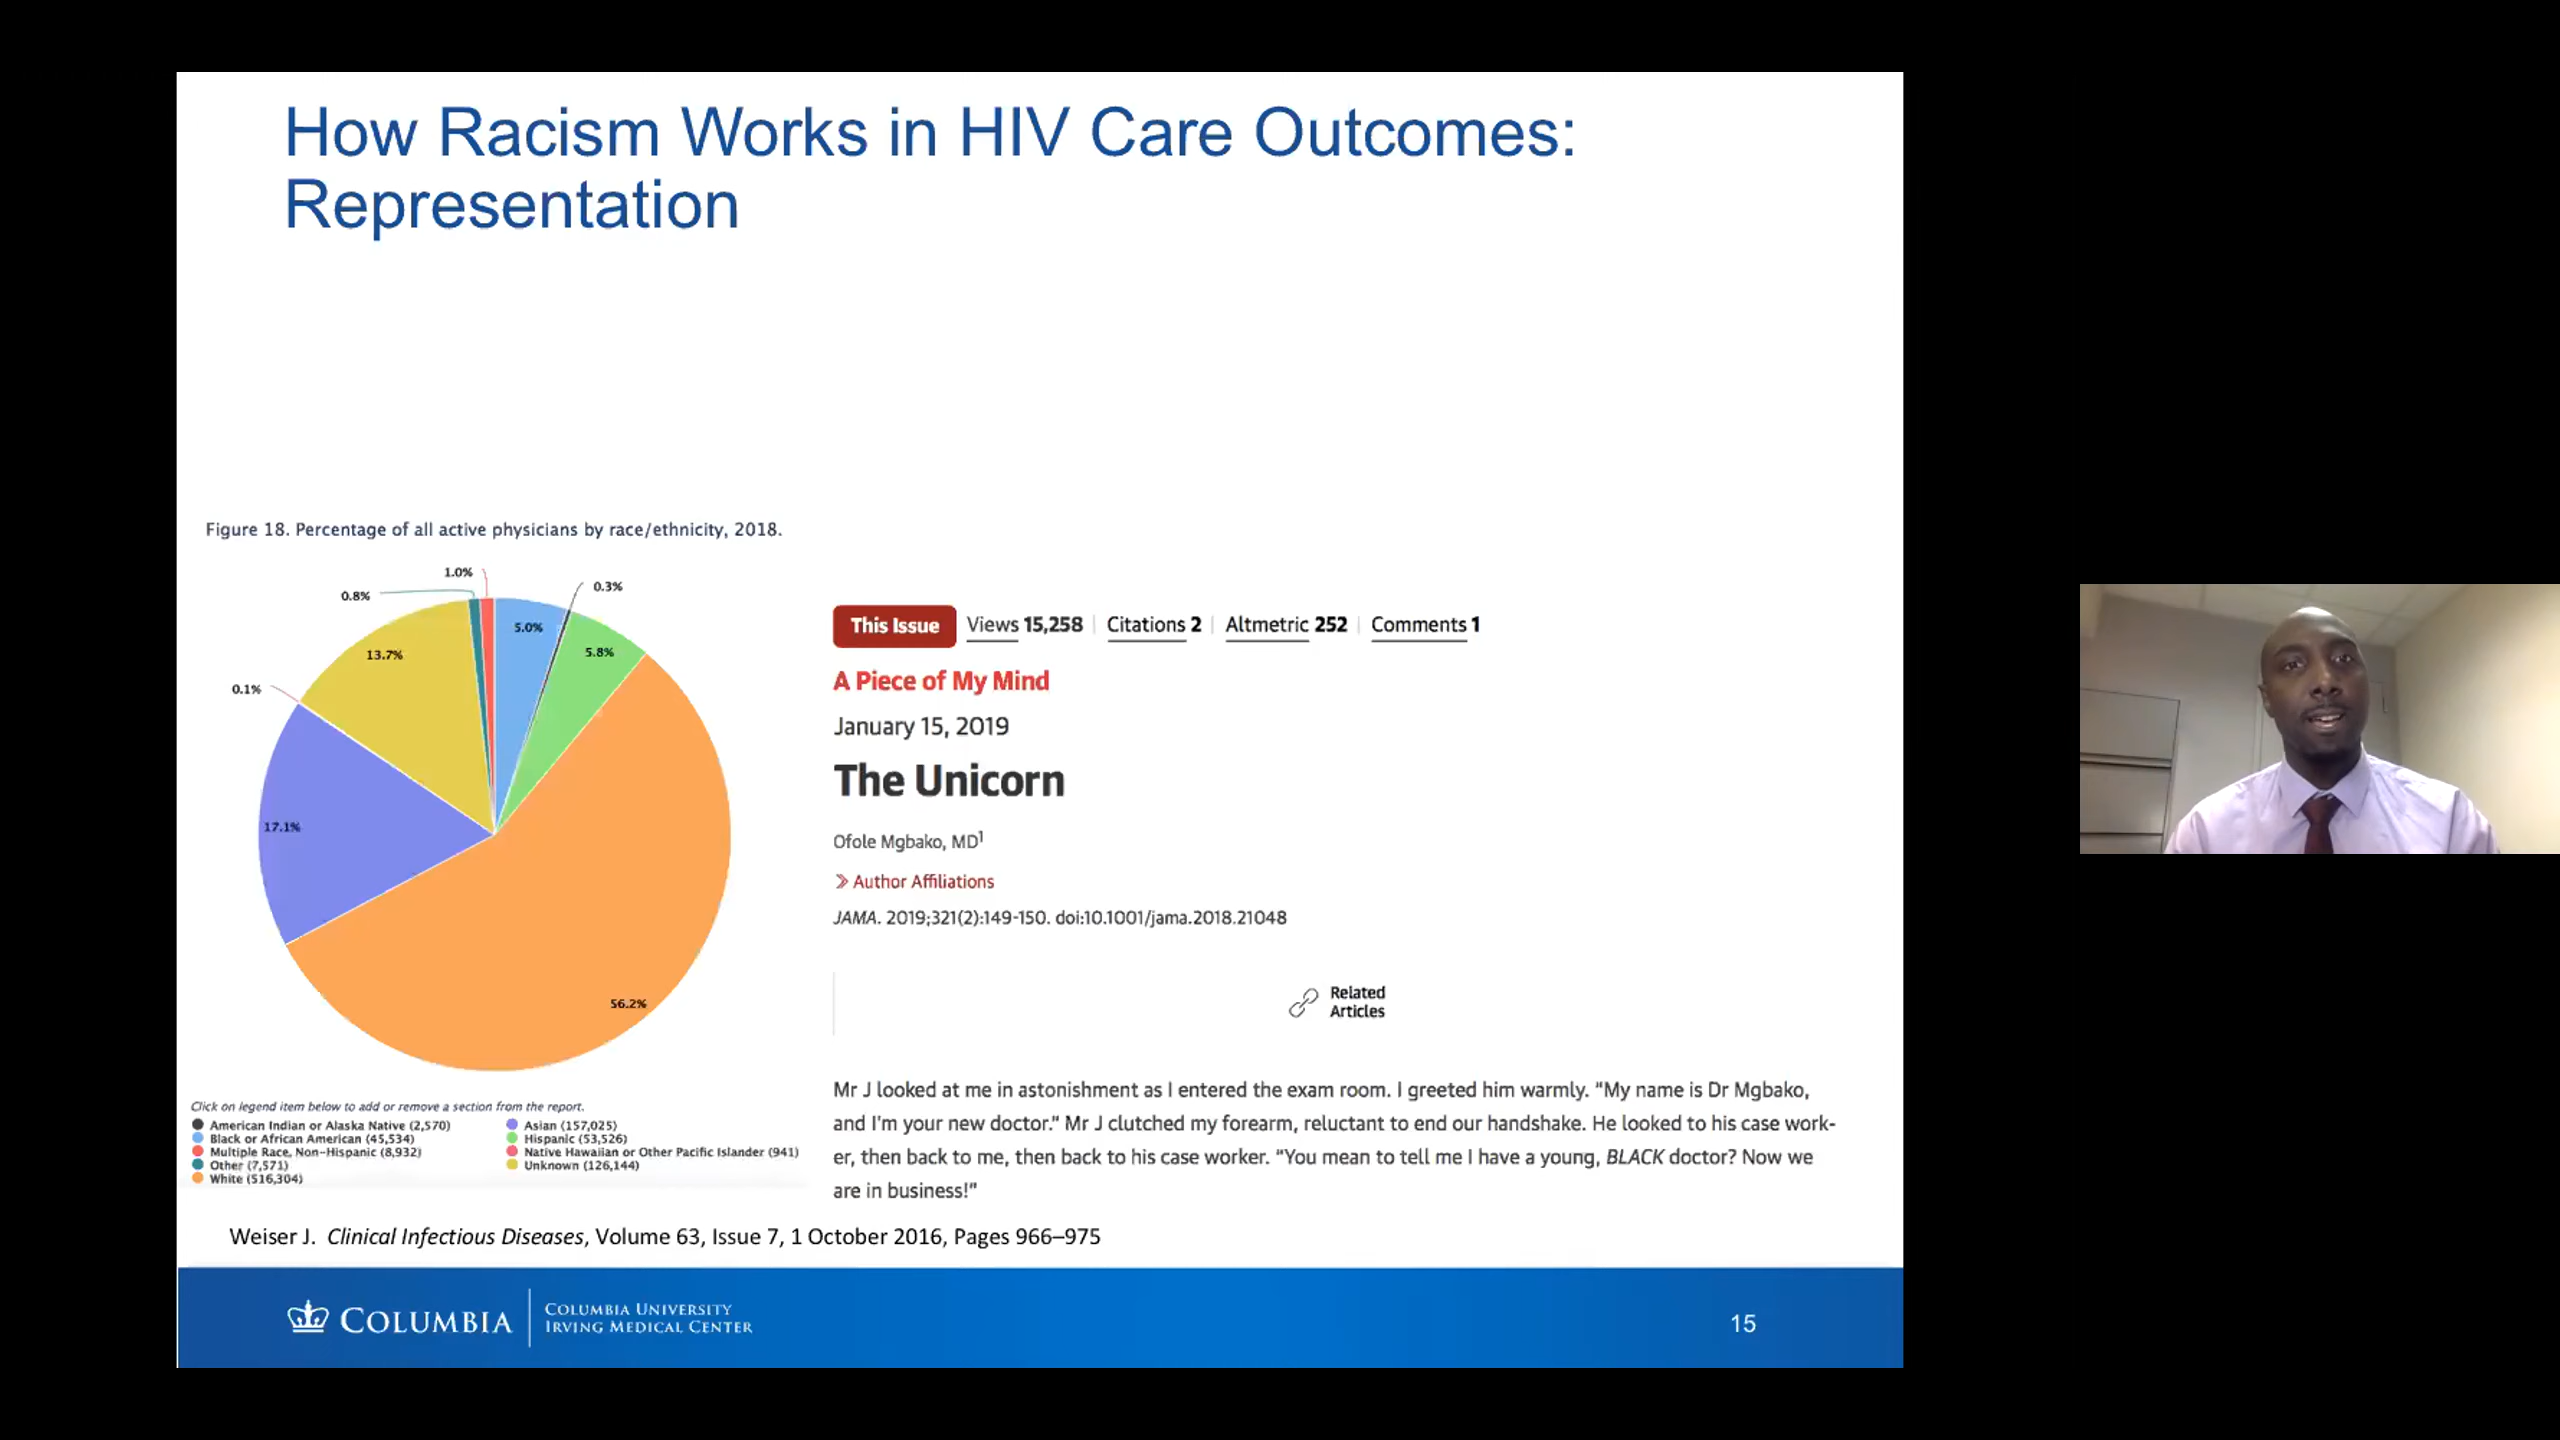 How Racism Works in HIV Care Outcomes:
Representation
Figure 18. Percentage of all active physicians by race/ethnicity, 2018.
1.0%
0.3%
0.8%
5.0%
5.8%
13.7%
0.1%
17.1%
56.2%
Click on legend item below to add or remove a section from the report.
American Indian or Alaska Native (2,570)
Black or African American (45,534)
Multiple Race, Non-Hispanic (8,932)
Other (7,571)
White (516,304)
Asian (157,025)
Hispanic (53,526)
Native Hawaiian or Other Pacific Islander (941)
Unknown (126,144)
This Issue Views 15,258 | Citations 2 | Altmetric 252 | Comments 1
A Piece of My Mind
January 15, 2019
The Unicorn
Ofole Mgbako, MD1
Author Affiliations
JAMA. 2019;321(2):149-150. doi:10.1001/jama.2018.21048
Related
Articles
Mr J looked at me in astonishment as I entered the exam room. I greeted him warmly. “My name is Dr Mgbako,
and I'm your new doctor.” Mr J clutched my forearm, reluctant to end our handshake. He looked to his case work-
er, then back to me, then back to his case worker. “You mean to tell me I have a young, BLACK doctor? Now we
are in business!”
Weiser J. Clinical Infectious Diseases, Volume 63, Issue 7, 1 October 2016, Pages 966–975
COLUMBIA
COLUMBIA UNIVERSITY
IRVING MEDICAL CENTER
15